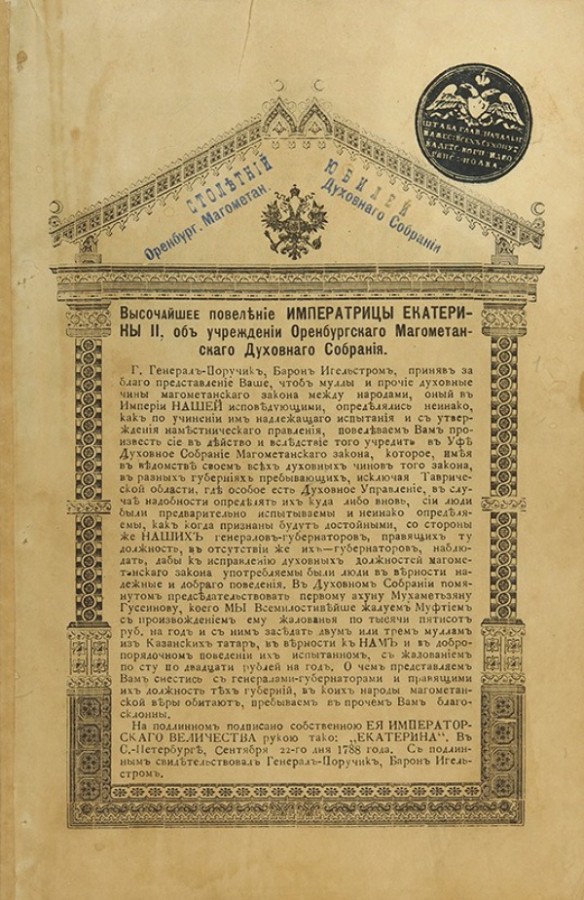 ШТАБА ГЛАВ. НАЧАЛЬН.
СТОЛѢТНІЙ ЮБИЛЕЙ
Оренбург. Магометан. Духовнаго Собранія
Высочайшее повелѣніе ИМПЕРАТРИЦЫ ЕКАТЕРИ-
НЫ II, объ учрежденіи Оренбургскаго Магометан-
скаго Духовнаго Собранія.
Г. Генералъ-Поручикъ, Баронъ Игельстромъ, принявъ за
благо представленіе Ваше, чтобъ муллы и прочіе духовные
чины магометанскаго закона между народами, оный въ
Имперіи НАШЕЙ исповѣдующими, опредѣлялись неинако,
какъ по учиненіи имъ надлежащаго испытанія и съ утвер-
жденія намѣстническаго правленія, повелѣваемъ Вамъ про-
известь сіе въ дѣйство и вслѣдствіе того учредить въ Уфѣ
Духовное Собраніе Магометанскаго закона, которое, имѣя
въ вѣдомствѣ своемъ всѣхъ духовныхъ чиновъ того закона,
въ разныхъ губерніяхъ пребывающихъ, исключая Тавриче-
ской области, гдѣ особое есть Духовное Управленіе, въ слу-
чаѣ надобности опредѣлять ихъ куда либо вновь, сіи люди
были предварительно испытываемы и неинако опредѣля-
емы, какъ когда признаны будутъ достойными, со стороны
же НАШИХЪ генераловъ-губернаторовъ, правящихъ ту
должность, въ отсутствіи же ихъ—губернаторовъ, наблю-
дать, дабы къ исправленію духовныхъ должностей магоме-
танскаго закона употребляемы были люди въ вѣрности на-
дежные и добраго поведенія. Въ Духовномъ Собраніи помя-
нутомъ предсѣдательствовать первому ахуну Мухаметьзяну
Гусеинову, коего МЫ Всемилостивѣйше жалуемъ Муфтіемъ
съ произвожденіемъ ему жалованья по тысячи пятисотъ
руб. на годъ и съ нимъ засѣдать двумъ или тремъ мулламъ
изъ Казанскихъ татаръ, въ вѣрности къ НАМЪ и въ добро-
порядочномъ поведеніи ихъ испытаннымъ, съ жалованіемъ
по сту по двадцати рублей на годъ. О чемъ представляемъ
Вамъ снестись съ генералами-губернаторами и правящими
ихъ должность тѣхъ губерній, въ коихъ народы магометан-
ской вѣры обитаютъ, пребываемъ въ прочемъ Вамъ благо-
склонны.
На подлинномъ подписано собственною ЕЯ ИМПЕРАТОР-
СКАГО ВЕЛИЧЕСТВА рукою тако: „ЕКАТЕРИНА“. Въ
С.-Петербургѣ, Сентября 22-го дня 1788 года. Съ подлин-
нымъ свидѣтельствовалъ Генералъ-Поручикъ, Баронъ Игель-
стромъ.